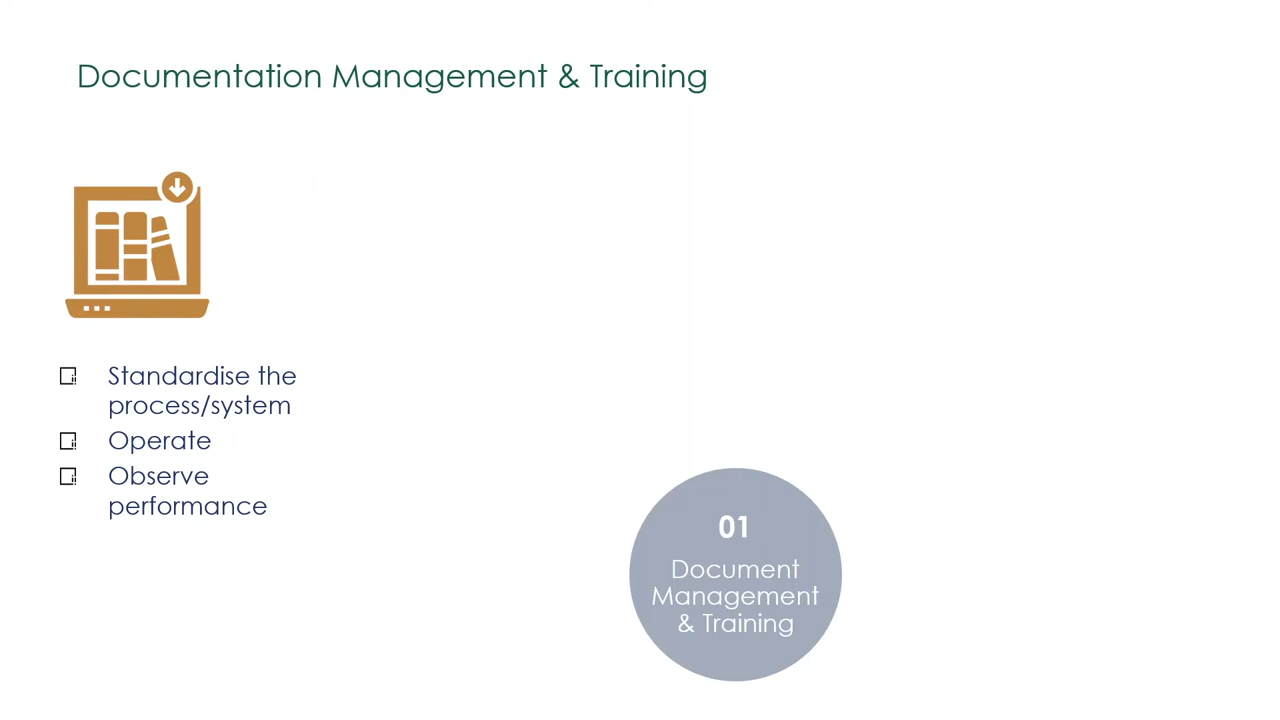 Documentation Management & Training
Standardise the
process/system
Operate
Observe
performance
01
Document
Management
& Training